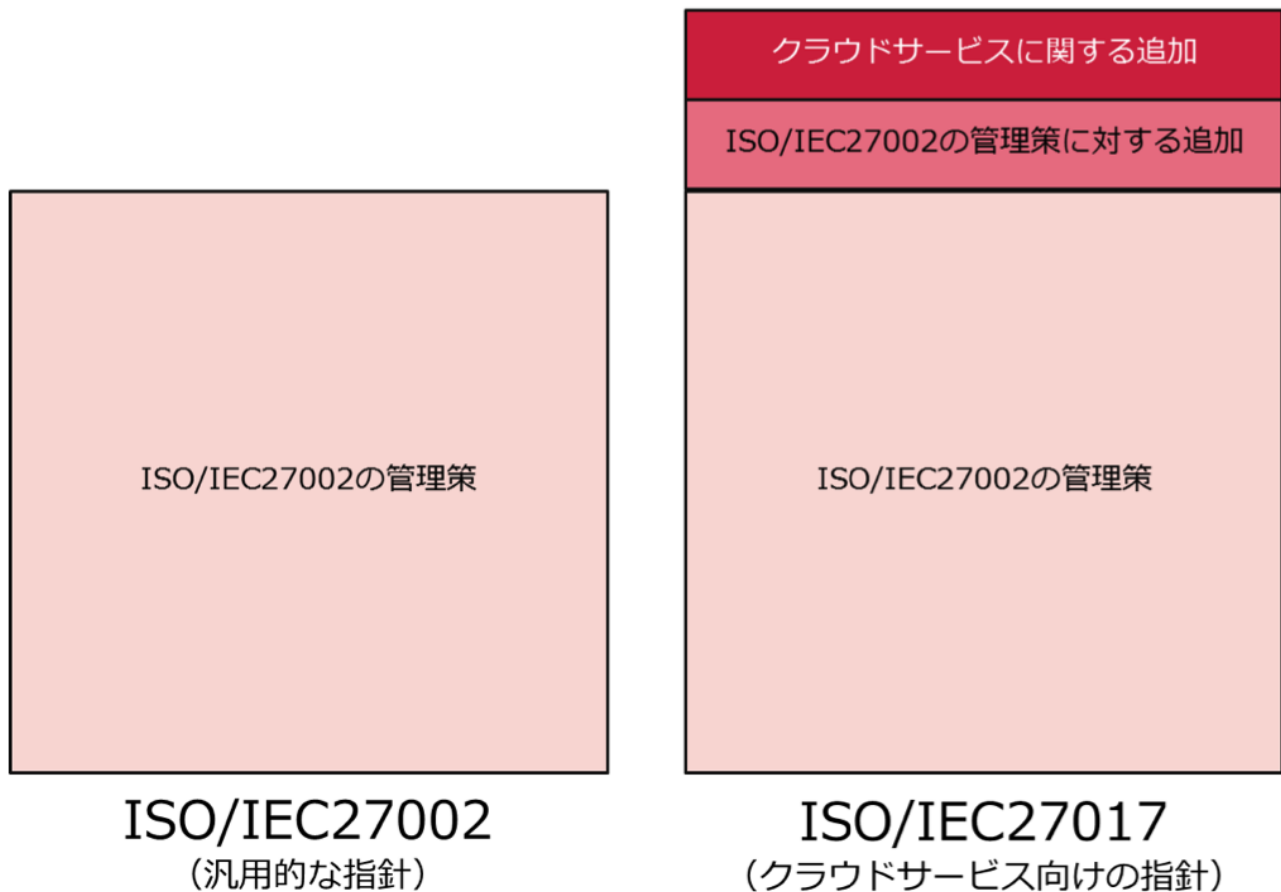 クラウドサービスに関する追加
ISO/IEC27002の管理策に対する追加
ISO/IEC27002の管理策
ISO/IEC27002の管理策
ISO/IEC27002
（汎用的な指針）
ISO/IEC27017
（クラウドサービス向けの指針）